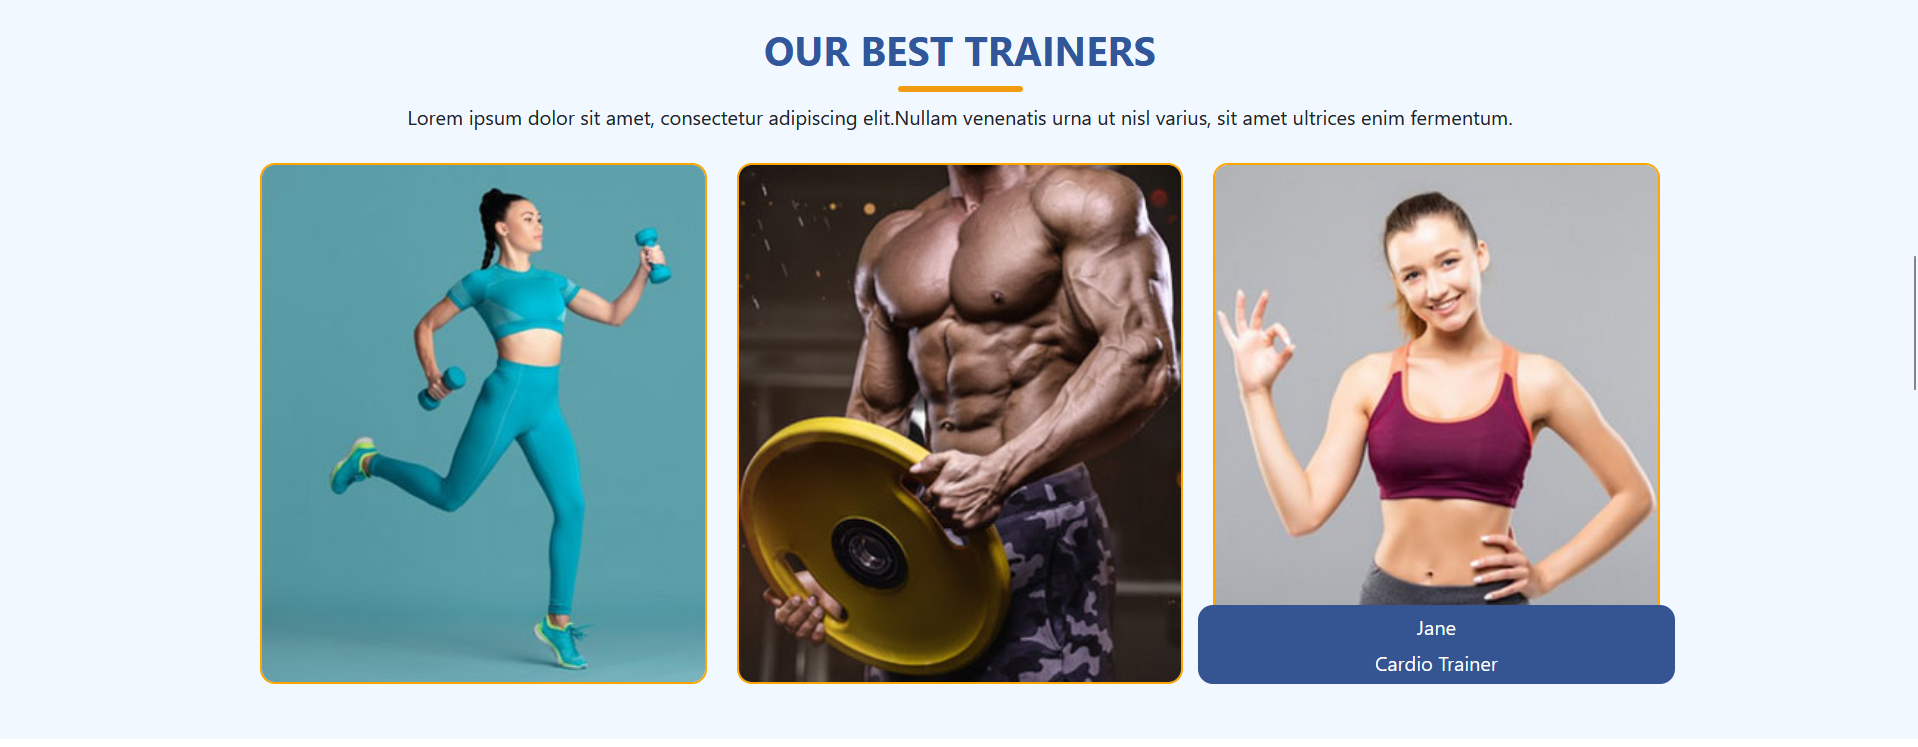 OUR BEST TRAINERS
Lorem ipsum dolor sit amet, consectetur adipiscing elit.Nullam venenatis urna ut nisl varius, sit amet ultrices enim fermentum.
Jane
Cardio Trainer